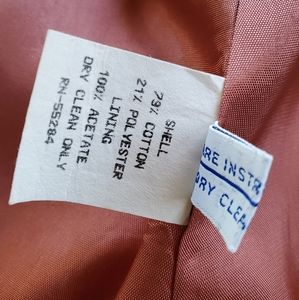 SHELL
79% COTTON
21% POLYESTER
LINING
100% ACETATE
DRY CLEAN ONLY
RN-55284
ARE INSTR
DRY CLEA